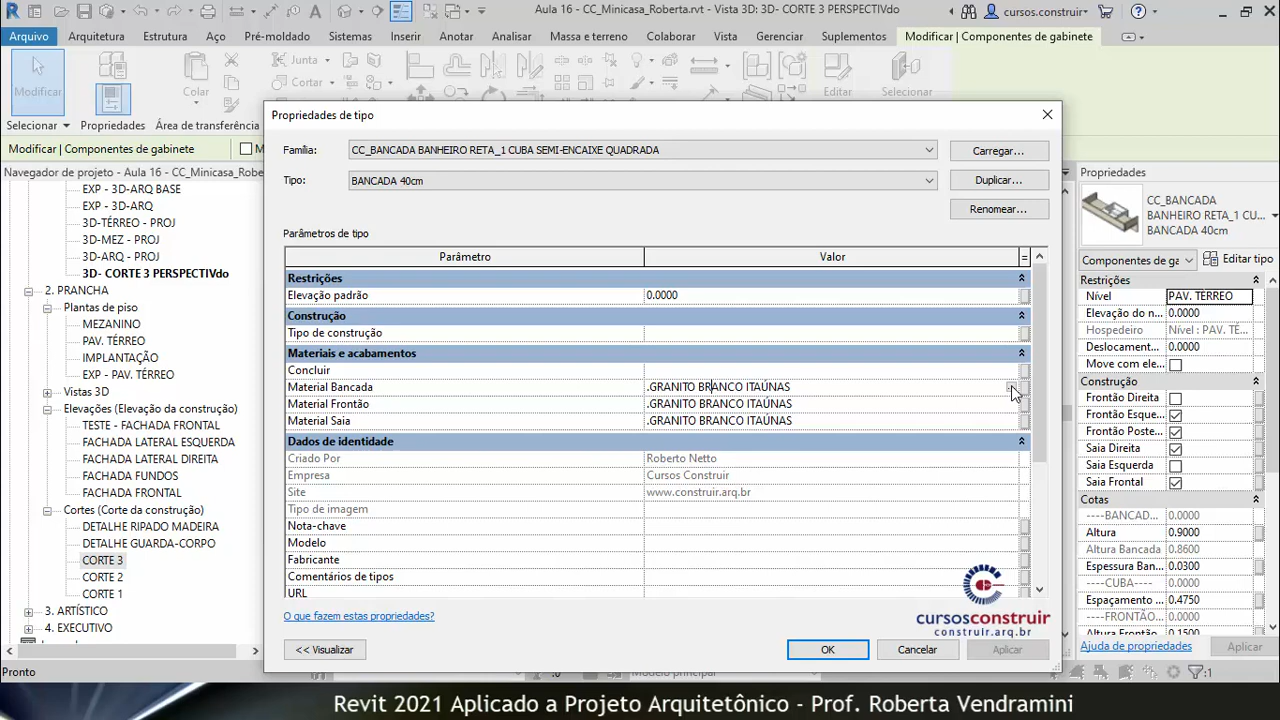 Aula 16 - CC_Minicasa_Roberta.rvt - Vista 3D: 3D- CORTE 3 PERSPECTIVdo
cursos.construir
Arquivo Arquitetura Estrutura Aço Pré-moldado Sistemas Inserir Anotar Analisar Massa e terreno Colaborar Vista Gerenciar Suplementos Modificar | Componentes de gabinete
Junta
Modificar Colar Cortar Editar Selecionar
Selecionar Propriedades Área de transferência
Modificar | Componentes de gabinete
Navegador de projeto - Aula 16 - CC_Minicasa_Robe
EXP - 3D-ARQ BASE
EXP - 3D-ARQ
3D-TÉRREO - PROJ
3D-MEZ - PROJ
3D-ARQ - PROJ
3D- CORTE 3 PERSPECTIVdo
2. PRANCHA
Plantas de piso
MEZANINO
PAV. TÉRREO
IMPLANTAÇÃO
EXP - PAV. TÉRREO
Vistas 3D
Elevações (Elevação da construção)
TESTE - FACHADA FRONTAL
FACHADA LATERAL ESQUERDA
FACHADA LATERAL DIREITA
FACHADA FUNDOS
FACHADA FRONTAL
Cortes (Corte da construção)
DETALHE RIPADO MADEIRA
DETALHE GUARDA-CORPO
CORTE 3
CORTE 2
CORTE 1
3. ARTÍSTICO
4. EXECUTIVO
Pronto
Propriedades de tipo
Família: CC_BANCADA BANHEIRO RETA_1 CUBA SEMI-ENCAIXE QUADRADA Carregar...
Tipo: BANCADA 40cm Duplicar...
Renomear...
Parâmetros de tipo
Parâmetro Valor =
Restrições
Elevação padrão 0.0000
Construção
Tipo de construção
Materiais e acabamentos
Concluir
Material Bancada .GRANITO BRANCO ITAÚNAS
Material Frontão .GRANITO BRANCO ITAÚNAS
Material Saia .GRANITO BRANCO ITAÚNAS
Dados de identidade
Criado Por Roberto Netto
Empresa Cursos Construir
Site www.construir.arq.br
Tipo de imagem
Nota-chave
Modelo
Fabricante
Comentários de tipos
URL
O que fazem estas propriedades?
<< Visualizar OK Cancelar Aplicar
cursosconstruir
construir.arq.br
Propriedades
CC_BANCADA
BANHEIRO RETA_1 CU...
BANCADA 40cm
Componentes de ga Editar tipo
Restrições
Nível PAV. TERREO
Elevação do n... 0.0000
Hospedeiro Nível : PAV. TÉ...
Deslocament... 0.0000
Move com ele...
Construção
Frontão Direita
Frontão Esque...
Frontão Poste...
Saia Direita
Saia Esquerda
Saia Frontal
Cotas
----BANCAD... 0.0000
Altura 0.9000
Altura Bancada 0.8600
Espessura Ban... 0.0300
----CUBA----... 0.0000
Espaçamento ... 0.4750
----FRONTÃO... 0.0000
Altura Frontão 0.1500
Ajuda de propriedades Aplicar
Modelo principal
:1
Revit 2021 Aplicado a Projeto Arquitetônico - Prof. Roberta Vendramini